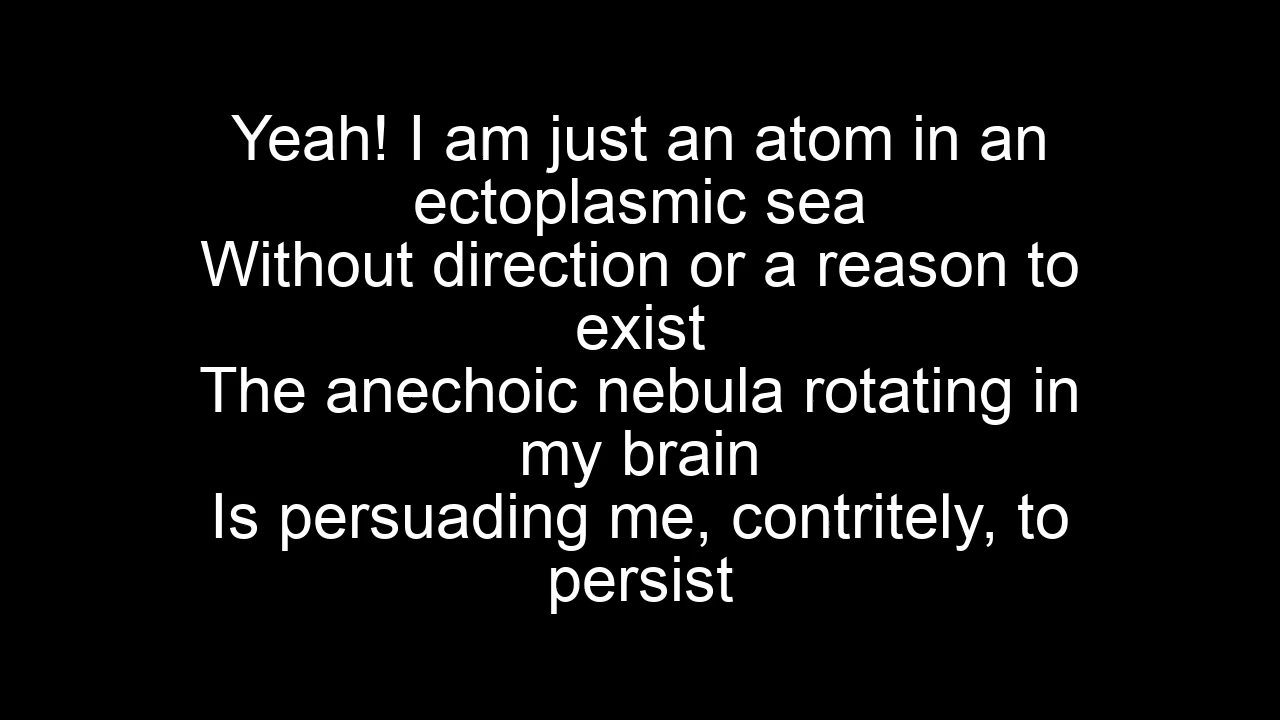 Yeah! I am just an atom in an
ectoplasmic sea
Without direction or a reason to
exist
The anechoic nebula rotating in
my brain
Is persuading me, contritely, to
persist